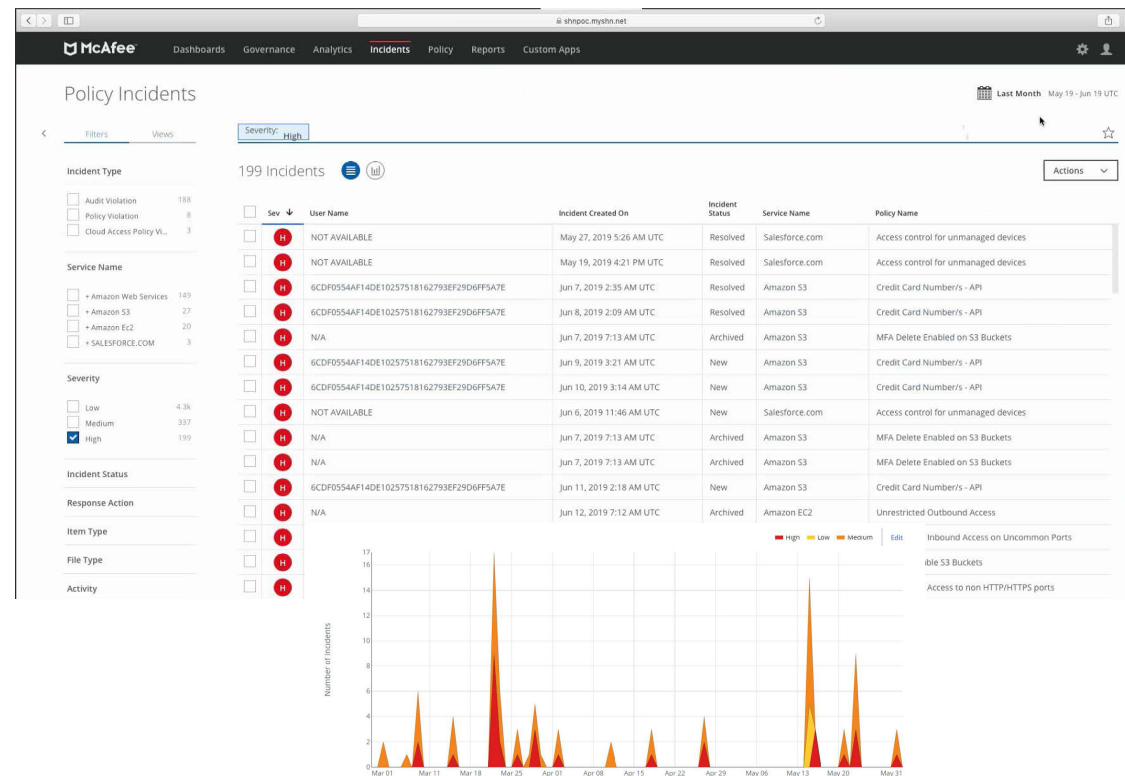 shnpoc.myshn.net
McAfee Dashboards Governance Analytics Incidents Policy Reports Custom Apps
Policy Incidents
Last Month May 19 - Jun 19 UTC
Filters Views
Severity: High
Incident Type
Audit Violation 188
Policy Violation 8
Cloud Access Policy Vi... 3
Service Name
+ Amazon Web Services 149
+ Amazon S3 27
+ Amazon Ec2 20
+ SALESFORCE.COM 3
Severity
Low 4.3k
Medium 337
High 199
Incident Status
Response Action
Item Type
File Type
Activity
199 Incidents
Actions
Sev User Name Incident Created On Incident Status Service Name Policy Name
H NOT AVAILABLE May 27, 2019 5:26 AM UTC Resolved Salesforce.com Access control for unmanaged devices
H NOT AVAILABLE May 19, 2019 4:21 PM UTC Resolved Salesforce.com Access control for unmanaged devices
H 6CDF0554AF14DE10257518162793EF29D6FF5A7E Jun 7, 2019 2:35 AM UTC Resolved Amazon S3 Credit Card Number/s - API
H 6CDF0554AF14DE10257518162793EF29D6FF5A7E Jun 8, 2019 2:09 AM UTC Resolved Amazon S3 Credit Card Number/s - API
H N/A Jun 7, 2019 7:13 AM UTC Archived Amazon S3 MFA Delete Enabled on S3 Buckets
H 6CDF0554AF14DE10257518162793EF29D6FF5A7E Jun 9, 2019 3:21 AM UTC New Amazon S3 Credit Card Number/s - API
H 6CDF0554AF14DE10257518162793EF29D6FF5A7E Jun 10, 2019 3:14 AM UTC New Amazon S3 Credit Card Number/s - API
H NOT AVAILABLE Jun 6, 2019 11:46 AM UTC New Salesforce.com Access control for unmanaged devices
H N/A Jun 7, 2019 7:13 AM UTC Archived Amazon S3 MFA Delete Enabled on S3 Buckets
H N/A Jun 7, 2019 7:13 AM UTC Archived Amazon S3 MFA Delete Enabled on S3 Buckets
H 6CDF0554AF14DE10257518162793EF29D6FF5A7E Jun 11, 2019 2:18 AM UTC New Amazon S3 Credit Card Number/s - API
H N/A Jun 12, 2019 7:12 AM UTC Archived Amazon EC2 Unrestricted Outbound Access
H Inbound Access on Uncommon Ports
H ible S3 Buckets
H Access to non HTTP/HTTPS ports
High Low Medium Edit
Number of Incidents
17
16
14
12
10
8
6
4
2
0
Mar 01 Mar 11 Mar 18 Mar 25 Apr 01 Apr 08 Apr 15 Apr 22 Apr 29 May 06 May 13 May 20 May 31